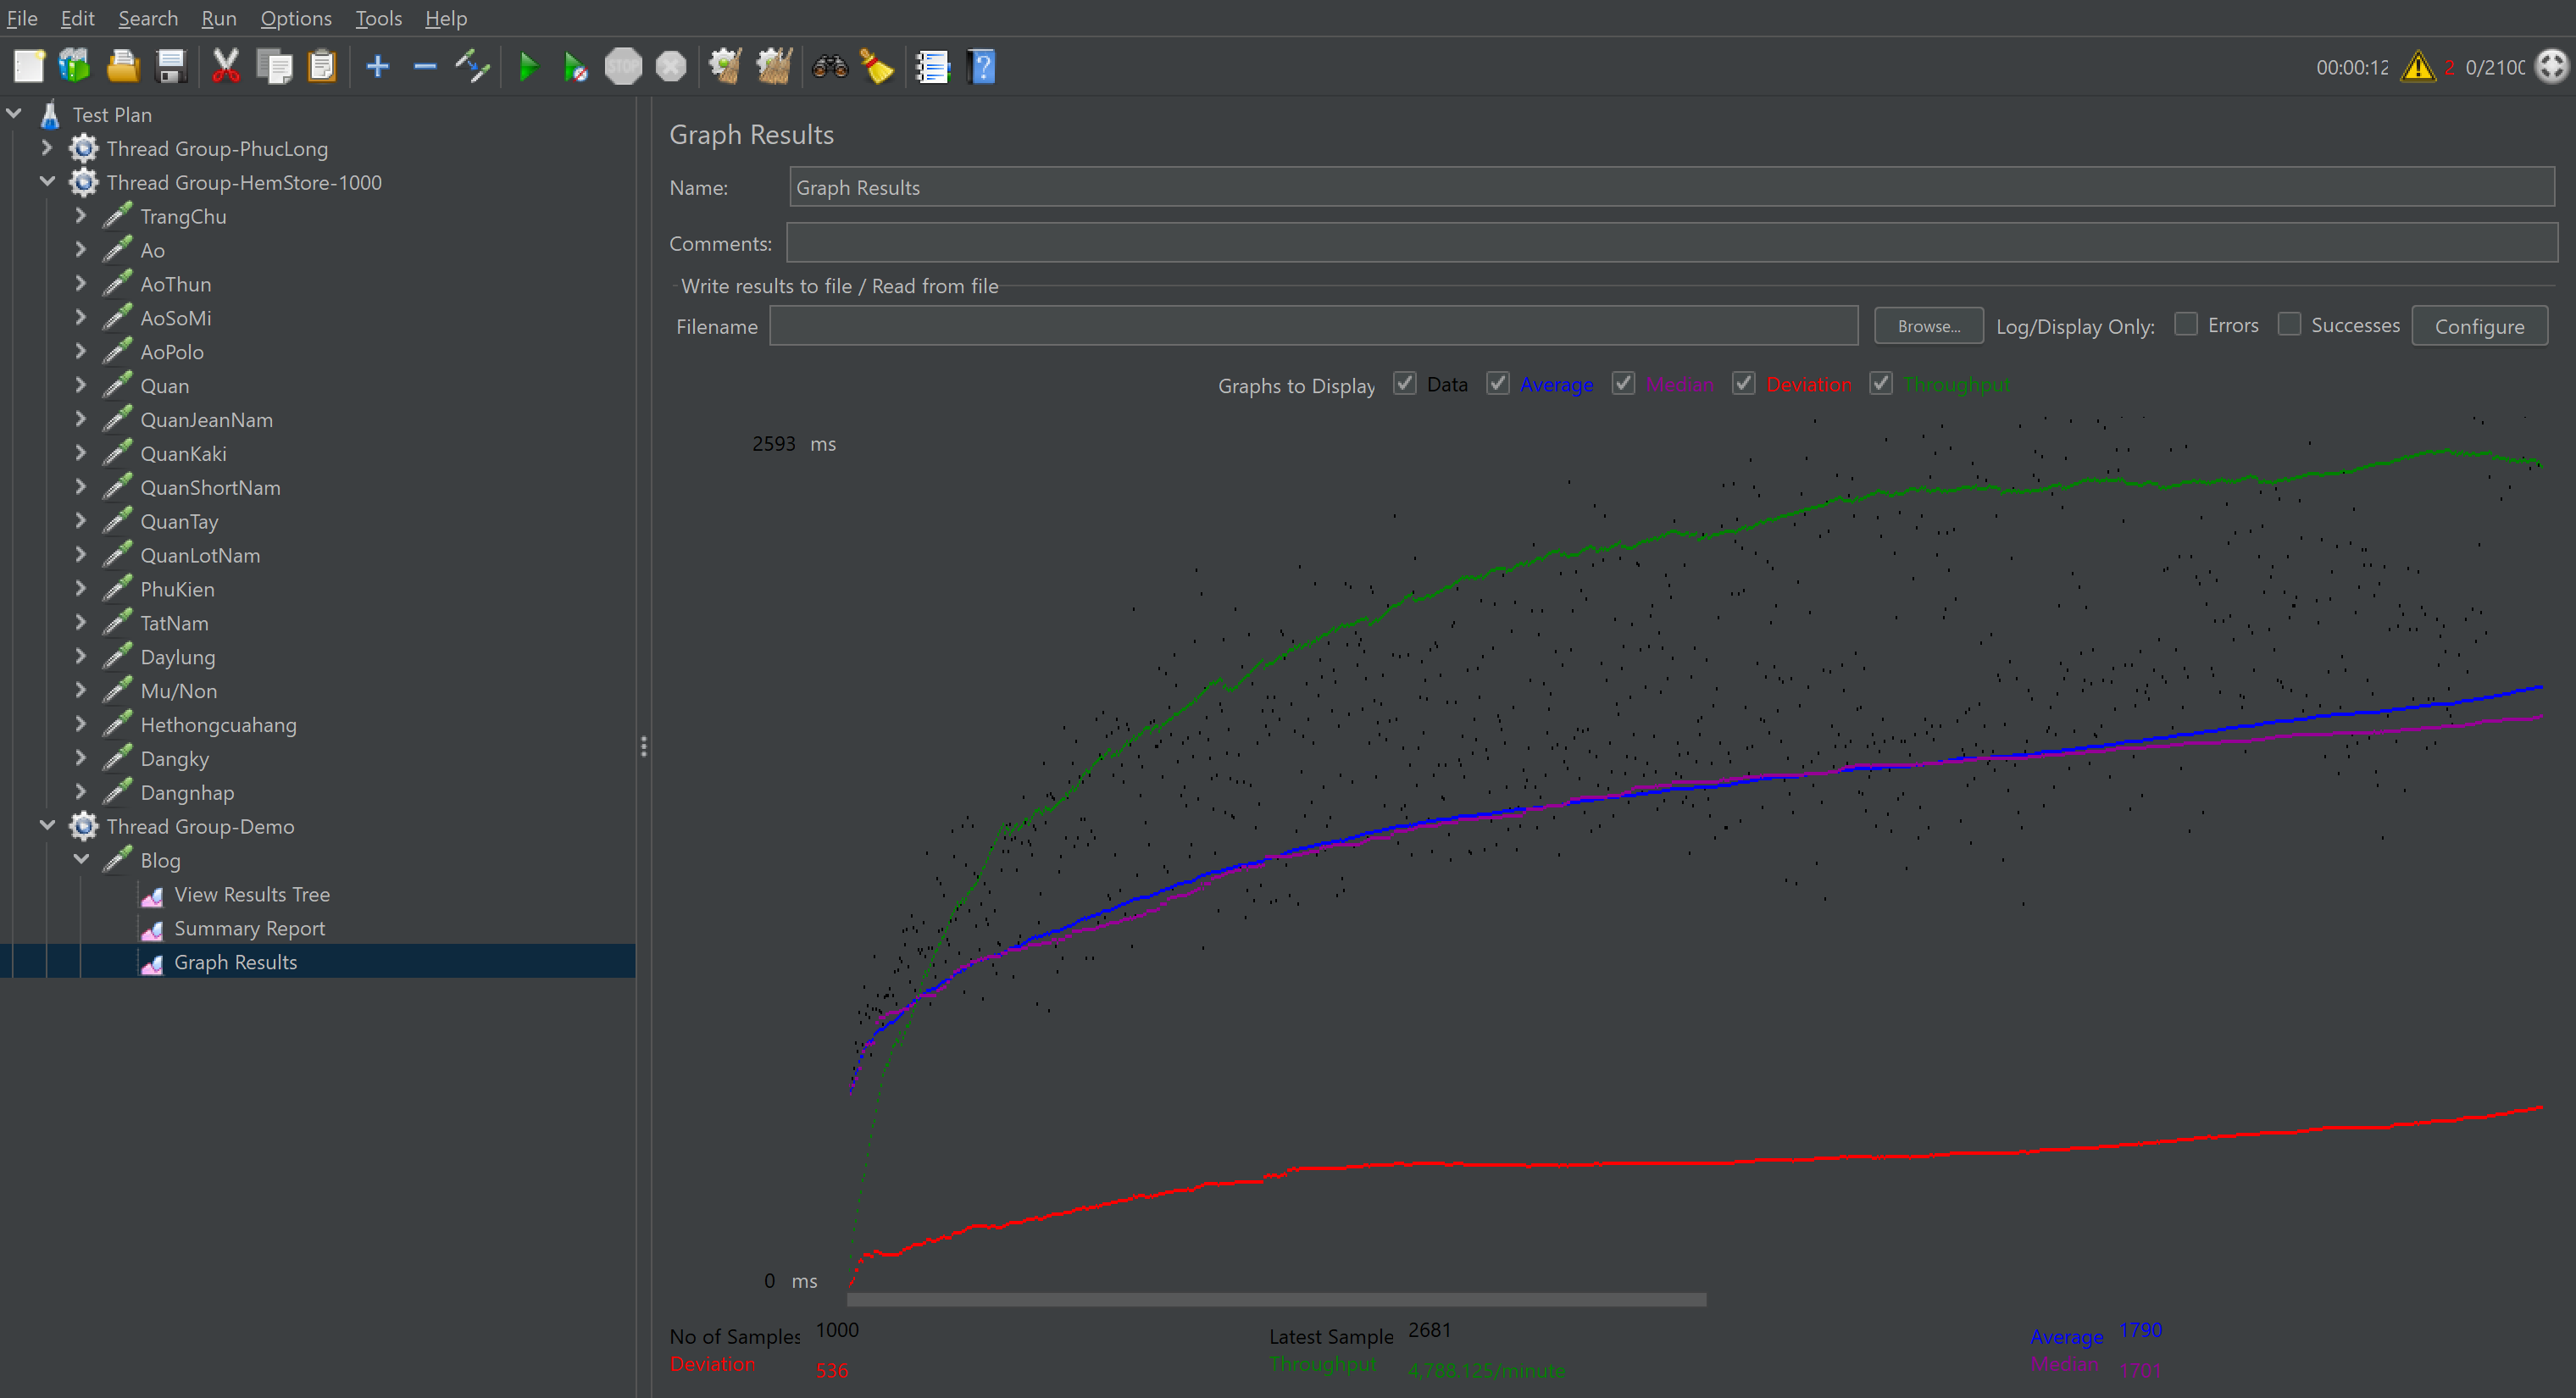 File Edit Search Run Options Tools Help
STOP
00:00:12 2 0/2100
Test Plan
Thread Group-PhucLong
Thread Group-HemStore-1000
TrangChu
Ao
AoThun
AoSoMi
AoPolo
Quan
QuanJeanNam
QuanKaki
QuanShortNam
QuanTay
QuanLotNam
PhuKien
TatNam
Daylung
Mu/Non
Hethongcuahang
Dangky
Dangnhap
Thread Group-Demo
Blog
View Results Tree
Summary Report
Graph Results
Graph Results
Name: Graph Results
Comments:
Write results to file / Read from file
Filename Browse... Log/Display Only: Errors Successes Configure
Graphs to Display Data Average Median Deviation Throughput
2593 ms
0 ms
No of Samples 1000 Latest Sample 2681 Average 1790
Deviation 536 Throughput 4,788.125/minute Median 1701